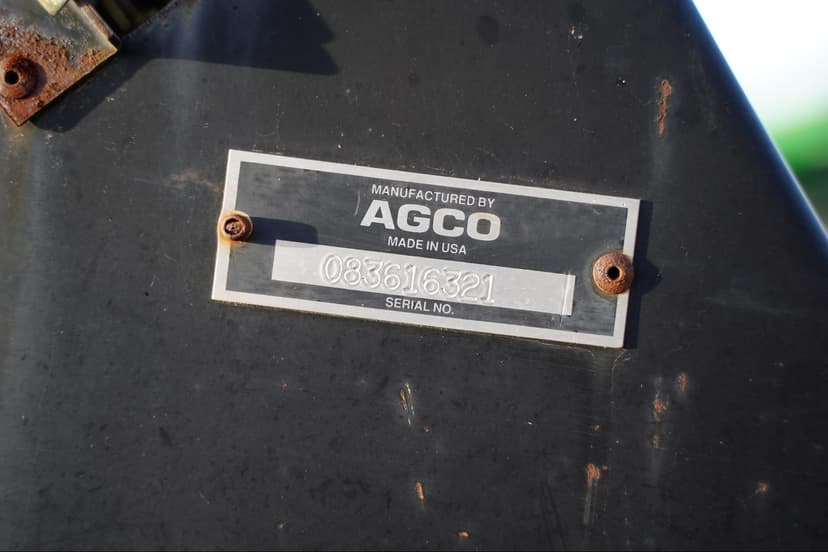 MANUFACTURED BY
AGCO
MADE IN USA
083616321
SERIAL NO.